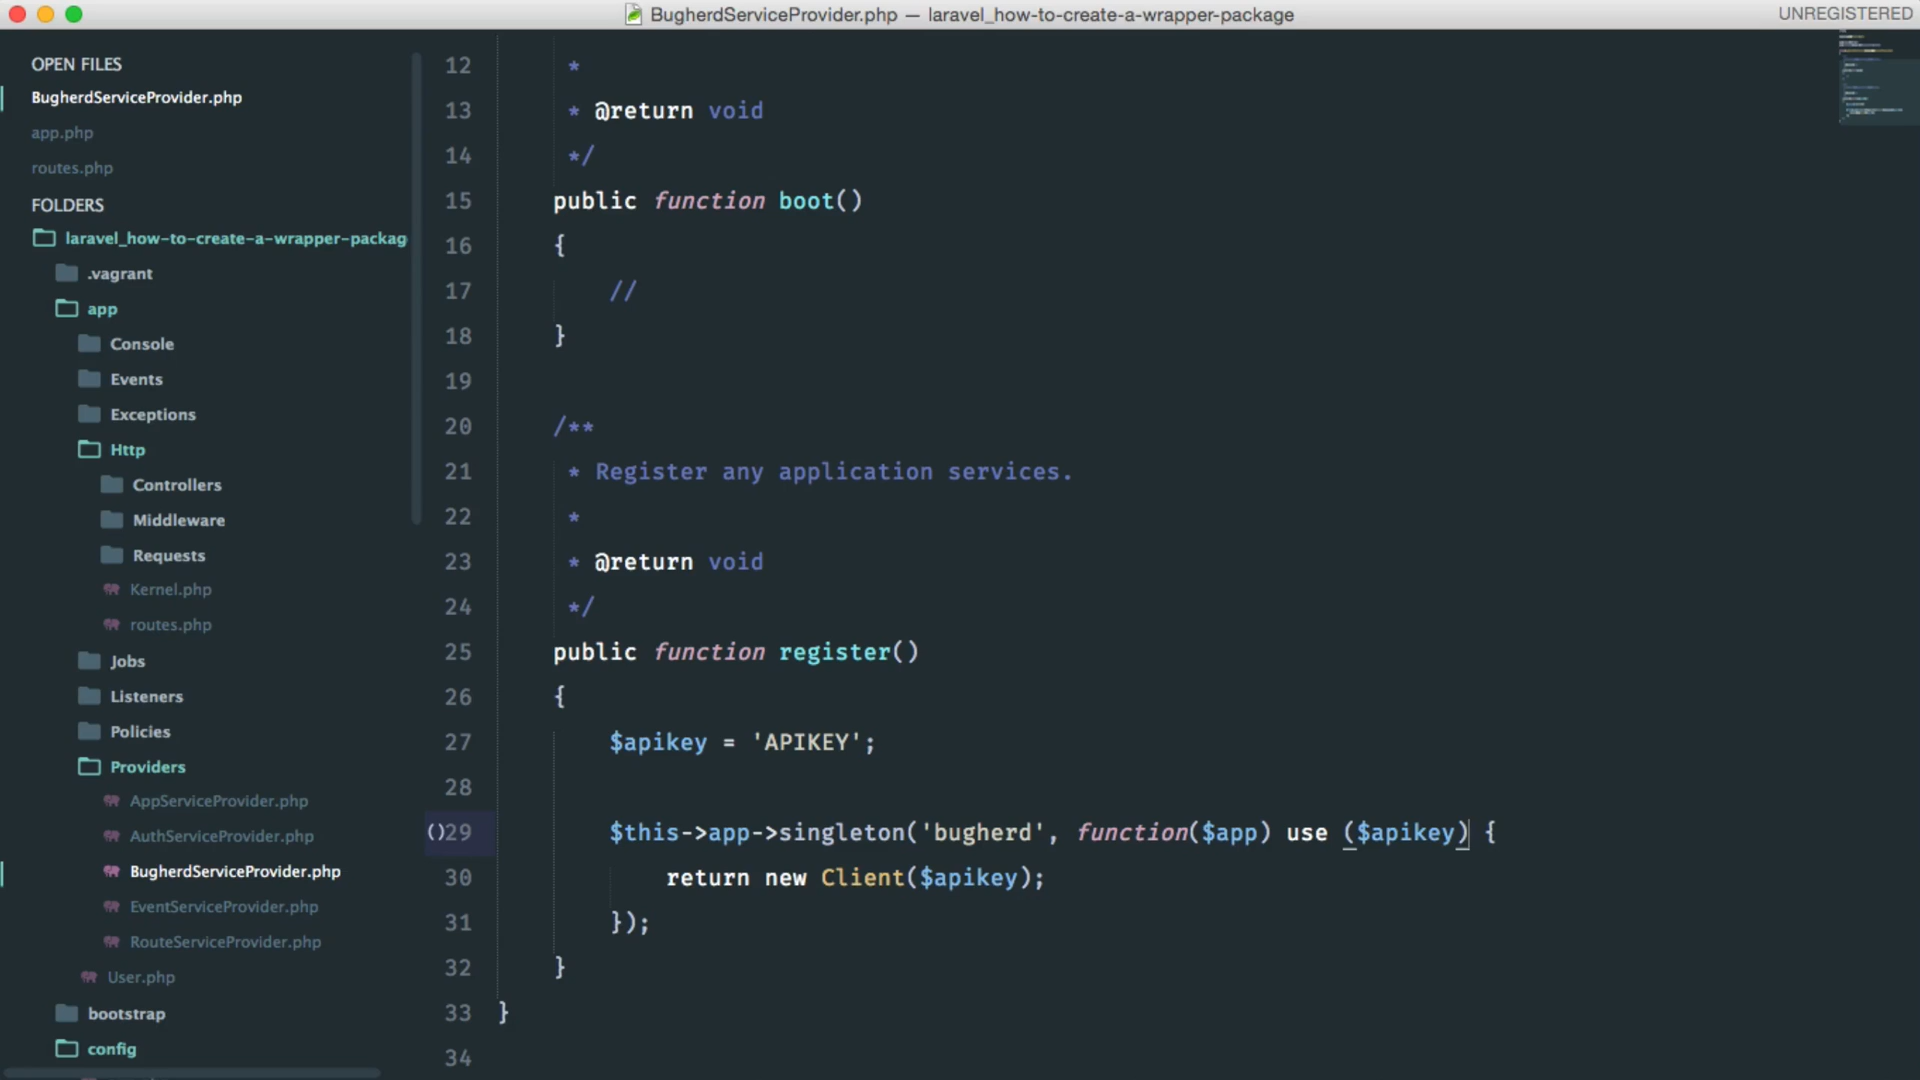 BugherdServiceProvider.php — laravel_how-to-create-a-wrapper-package
UNREGISTERED
OPEN FILES
BugherdServiceProvider.php
app.php
routes.php
FOLDERS
laravel_how-to-create-a-wrapper-packag
.vagrant
app
Console
Events
Exceptions
Http
Controllers
Middleware
Requests
Kernel.php
routes.php
Jobs
Listeners
Policies
Providers
AppServiceProvider.php
AuthServiceProvider.php
BugherdServiceProvider.php
EventServiceProvider.php
RouteServiceProvider.php
User.php
bootstrap
config
12 *
13 * @return void
14 */
15 public function boot()
16 {
17 //
18 }
19
20 /**
21 * Register any application services.
22 *
23 * @return void
24 */
25 public function register()
26 {
27 $apikey = 'APIKEY';
28
()29 $this->app->singleton('bugherd', function($app) use ($apikey) {
30 return new Client($apikey);
31 });
32 }
33 }
34